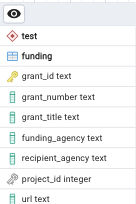 test
funding
grant_id text
grant_number text
grant_title text
funding_agency text
recipient_agency text
project_id integer
url text